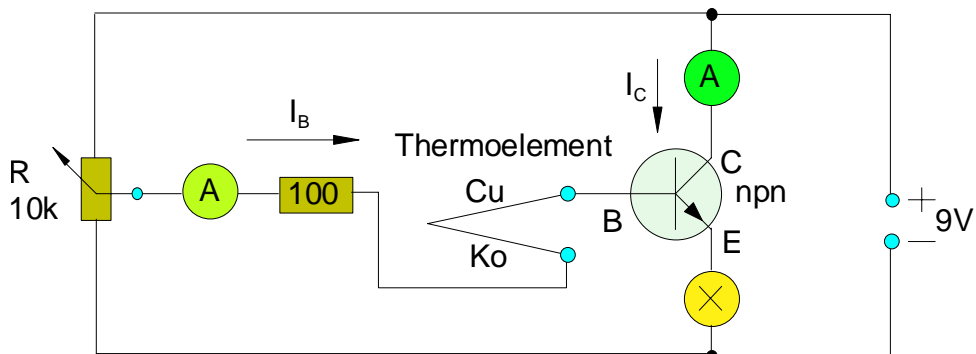 A
I_C
I_B
Thermoelement
C
R
10k
A
100
Cu
npn
B
+
9V
Ko
E
—